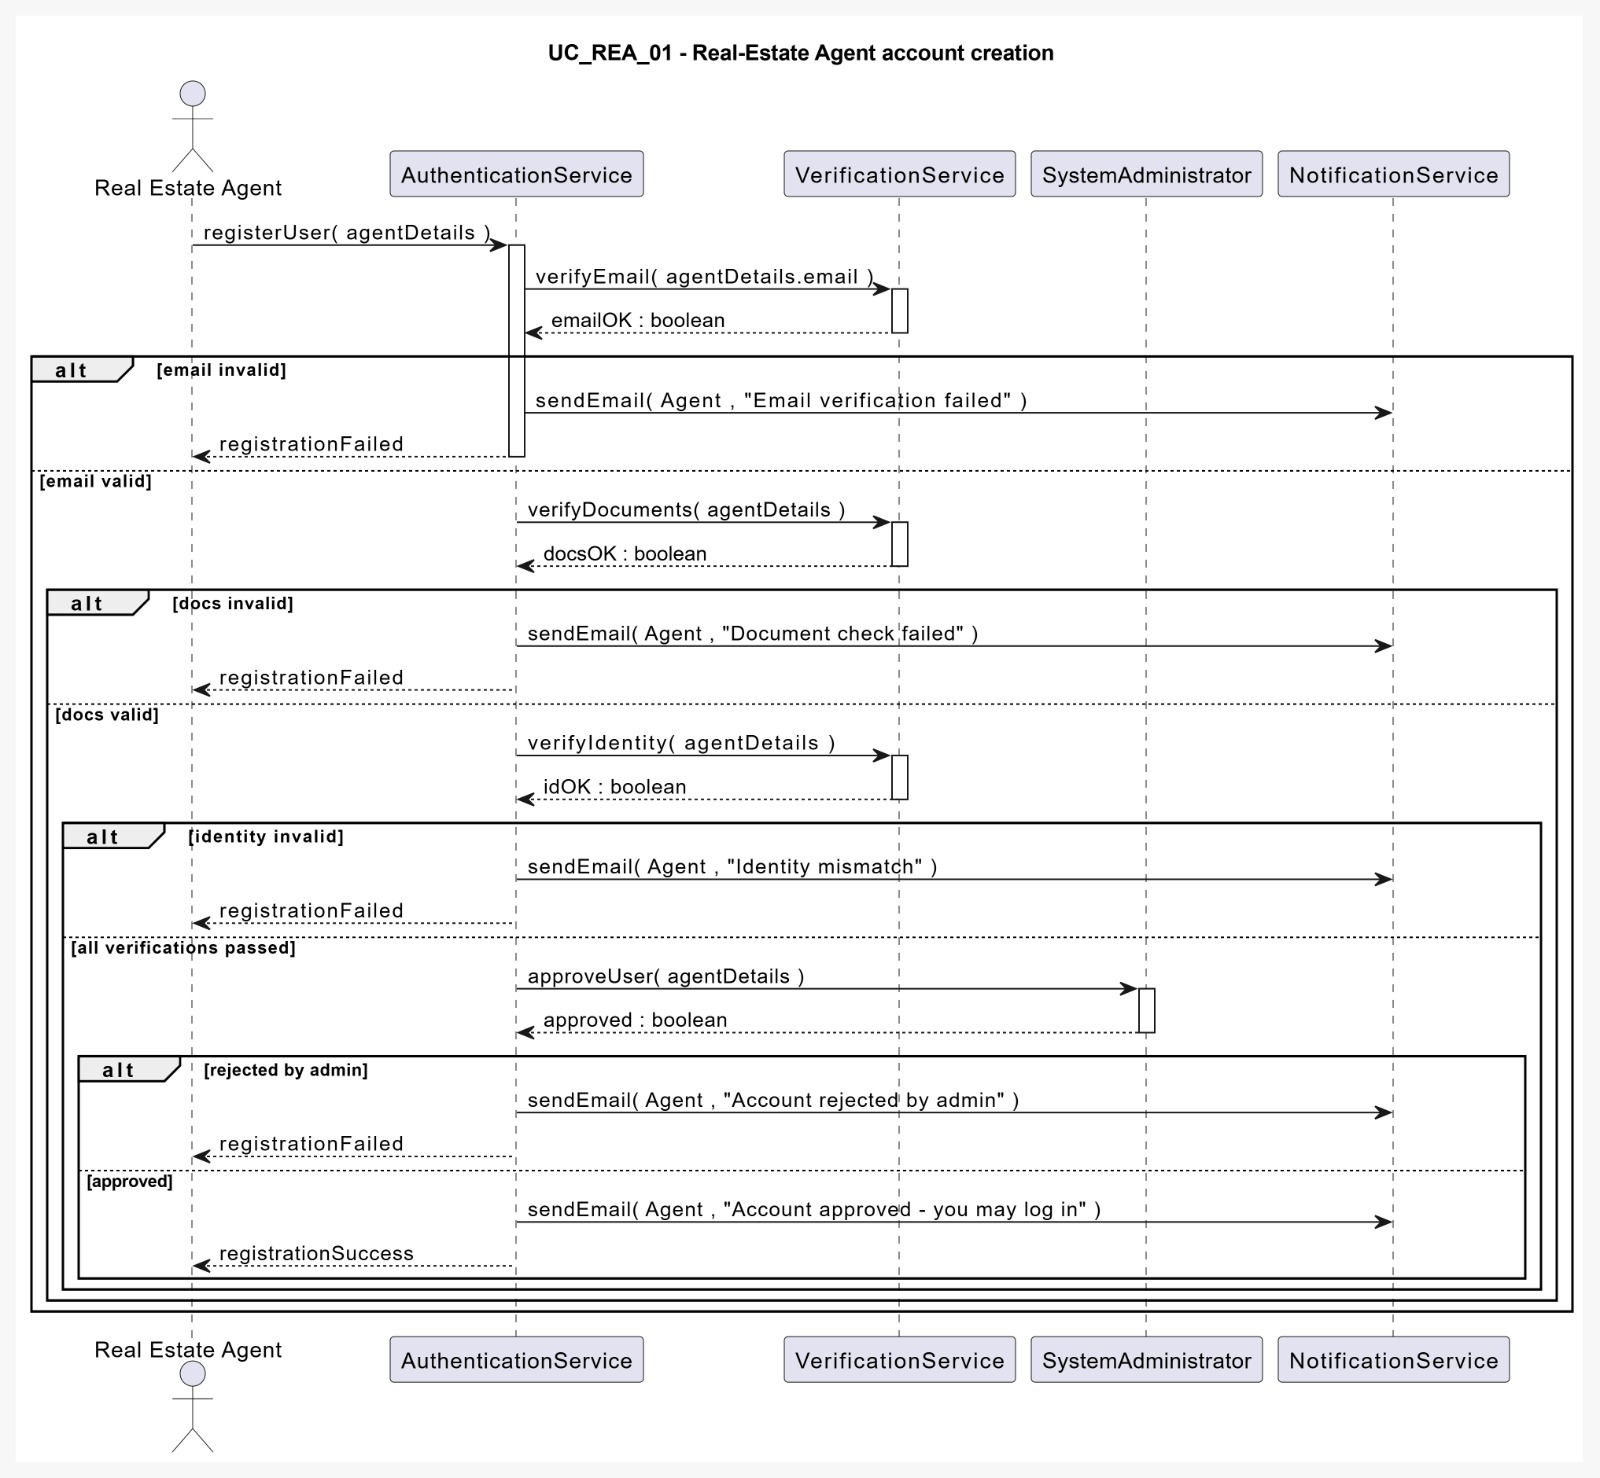 UC_REA_01 - Real-Estate Agent account creation
Real Estate Agent
AuthenticationService
VerificationService
SystemAdministrator
NotificationService
registerUser( agentDetails )
verifyEmail( agentDetails.email )
emailOK : boolean
alt [email invalid]
sendEmail( Agent , "Email verification failed" )
registrationFailed
[email valid]
verifyDocuments( agentDetails )
docsOK : boolean
alt [docs invalid]
sendEmail( Agent , "Document check failed" )
registrationFailed
[docs valid]
verifyIdentity( agentDetails )
idOK : boolean
alt [identity invalid]
sendEmail( Agent , "Identity mismatch" )
registrationFailed
[all verifications passed]
approveUser( agentDetails )
approved : boolean
alt [rejected by admin]
sendEmail( Agent , "Account rejected by admin" )
registrationFailed
[approved]
sendEmail( Agent , "Account approved - you may log in" )
registrationSuccess
Real Estate Agent
AuthenticationService
VerificationService
SystemAdministrator
NotificationService